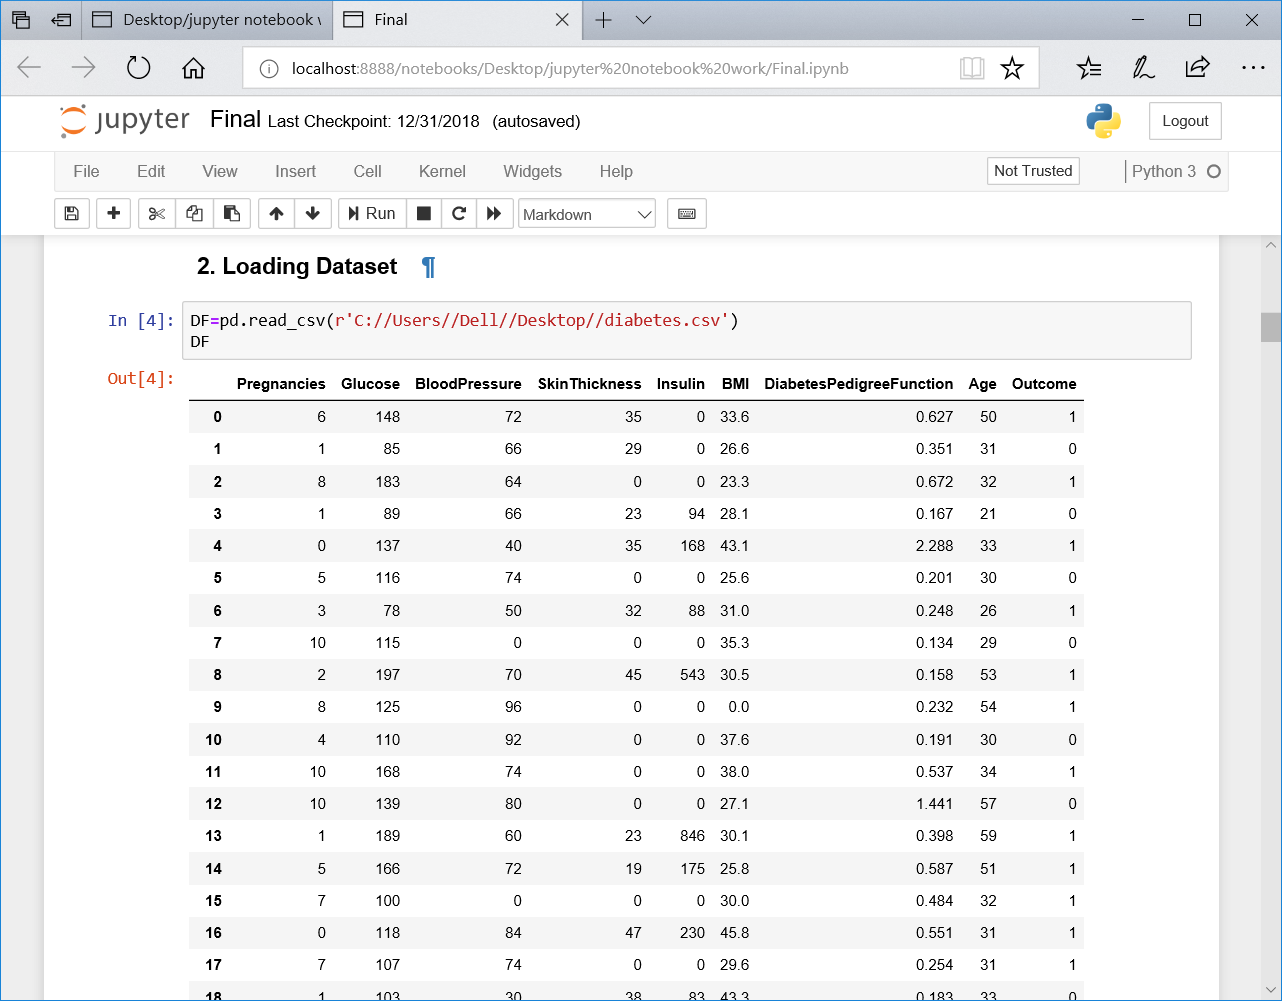 Desktop/jupyter notebook w
Final
localhost:8888/notebooks/Desktop/jupyter%20notebook%20work/Final.ipynb
jupyter Final Last Checkpoint: 12/31/2018 (autosaved)
Logout
File Edit View Insert Cell Kernel Widgets Help
Not Trusted
Python 3
Run
Markdown
2. Loading Dataset ¶
In [4]: DF=pd.read_csv(r'C://Users//Dell//Desktop//diabetes.csv')
DF
Out[4]:
Pregnancies Glucose BloodPressure SkinThickness Insulin BMI DiabetesPedigreeFunction Age Outcome
0 6 148 72 35 0 33.6 0.627 50 1
1 1 85 66 29 0 26.6 0.351 31 0
2 8 183 64 0 0 23.3 0.672 32 1
3 1 89 66 23 94 28.1 0.167 21 0
4 0 137 40 35 168 43.1 2.288 33 1
5 5 116 74 0 0 25.6 0.201 30 0
6 3 78 50 32 88 31.0 0.248 26 1
7 10 115 0 0 0 35.3 0.134 29 0
8 2 197 70 45 543 30.5 0.158 53 1
9 8 125 96 0 0 0.0 0.232 54 1
10 4 110 92 0 0 37.6 0.191 30 0
11 10 168 74 0 0 38.0 0.537 34 1
12 10 139 80 0 0 27.1 1.441 57 0
13 1 189 60 23 846 30.1 0.398 59 1
14 5 166 72 19 175 25.8 0.587 51 1
15 7 100 0 0 0 30.0 0.484 32 1
16 0 118 84 47 230 45.8 0.551 31 1
17 7 107 74 0 0 29.6 0.254 31 1
18 1 103 30 38 83 43.3 0.183 33 0